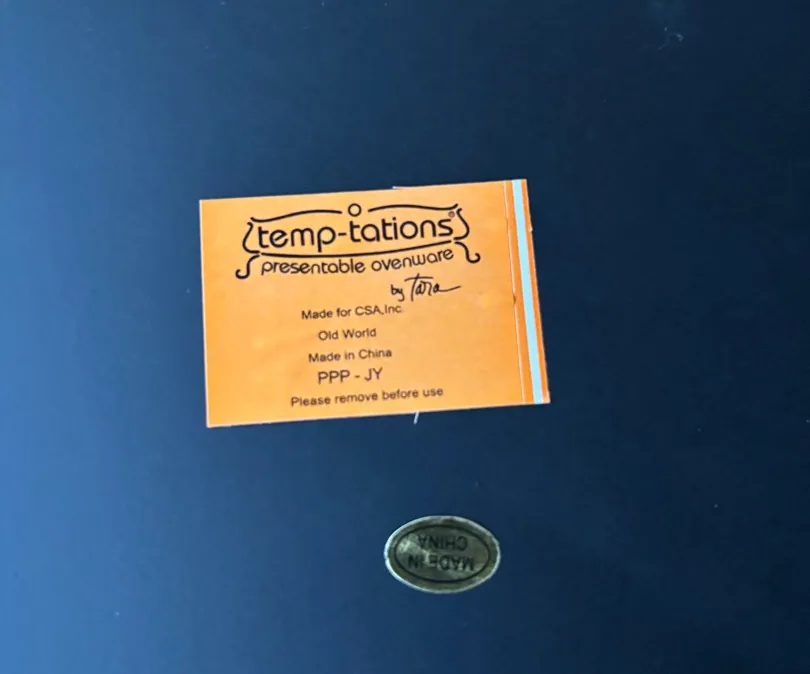 temp-tations®
presentable ovenware
by Tara
Made for CSA,Inc.
Old World
Made in China
PPP - JY
Please remove before use
MADE IN
CHINA